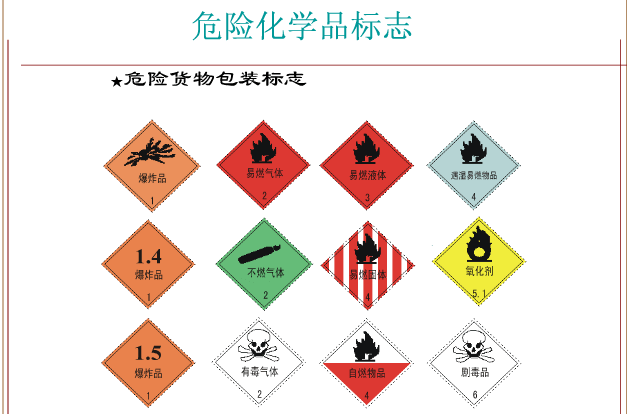 危险化学品标志
★危险货物包装标志
爆炸品
1
易燃气体
2
易燃液体
3
遇湿易燃物品
4
1.4
爆炸品
1
不燃气体
2
易燃固体
4
氧化剂
5.1
1.5
爆炸品
1
有毒气体
2
自燃物品
4
剧毒品
6